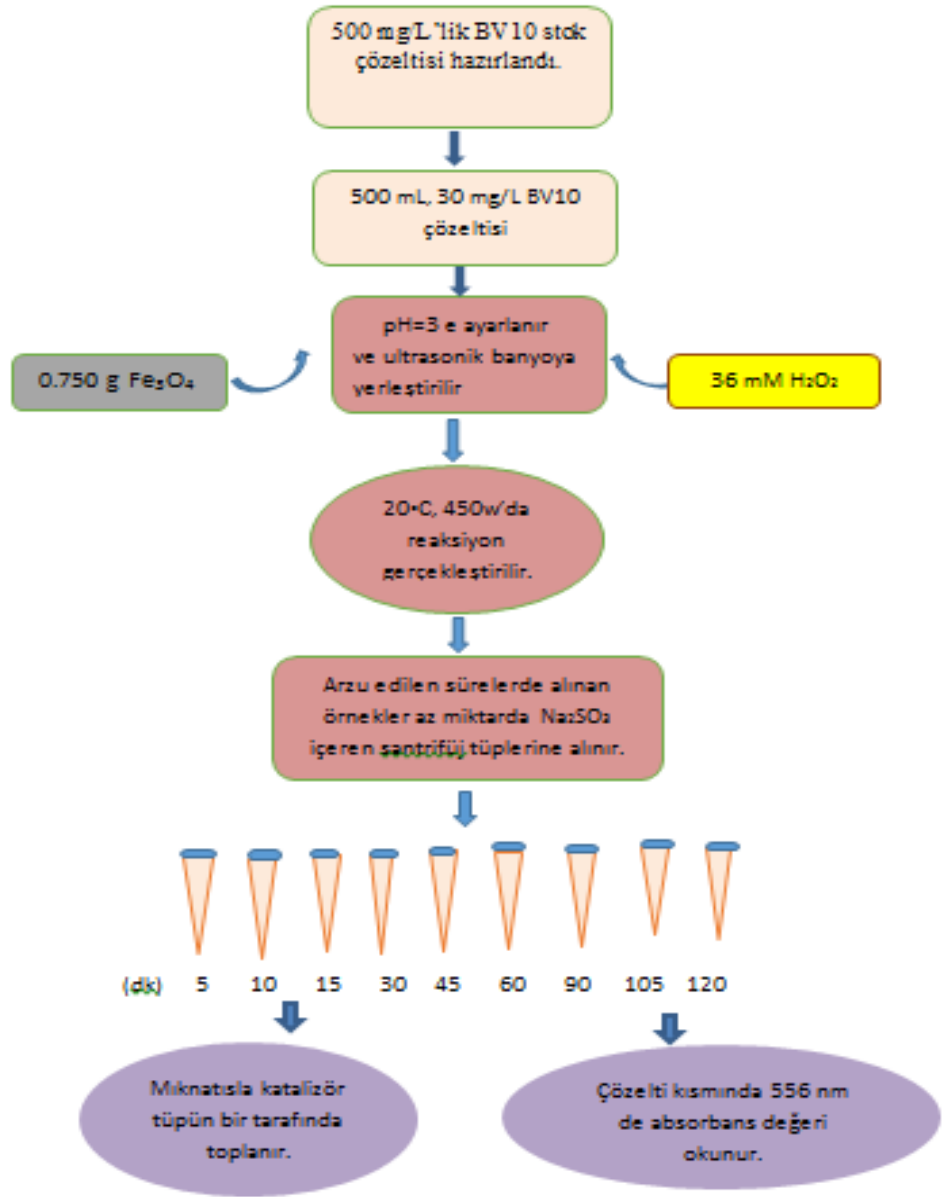 500 mg/L'lik BV10 stok
çözeltisi hazırlandı.
500 mL, 30 mg/L BV10
çözeltisi
pH=3 e ayarlanır
ve ultrasonik banyoya
yerleştirilir
0.750 g Fe₃O₄
36 mM H₂O₂
20°C, 450w'da
reaksiyon
gerçekleştirilir.
Arzu edilen sürelerde alınan
örnekler az miktarda Na₂SO₃
içeren santrifüj tüplerine alınır.
(dk) 5 10 15 30 45 60 90 105 120
Mıknatısla katalizör
tüpün bir tarafında
toplanır.
Çözelti kısmında 556 nm
de absorbans değeri
okunur.